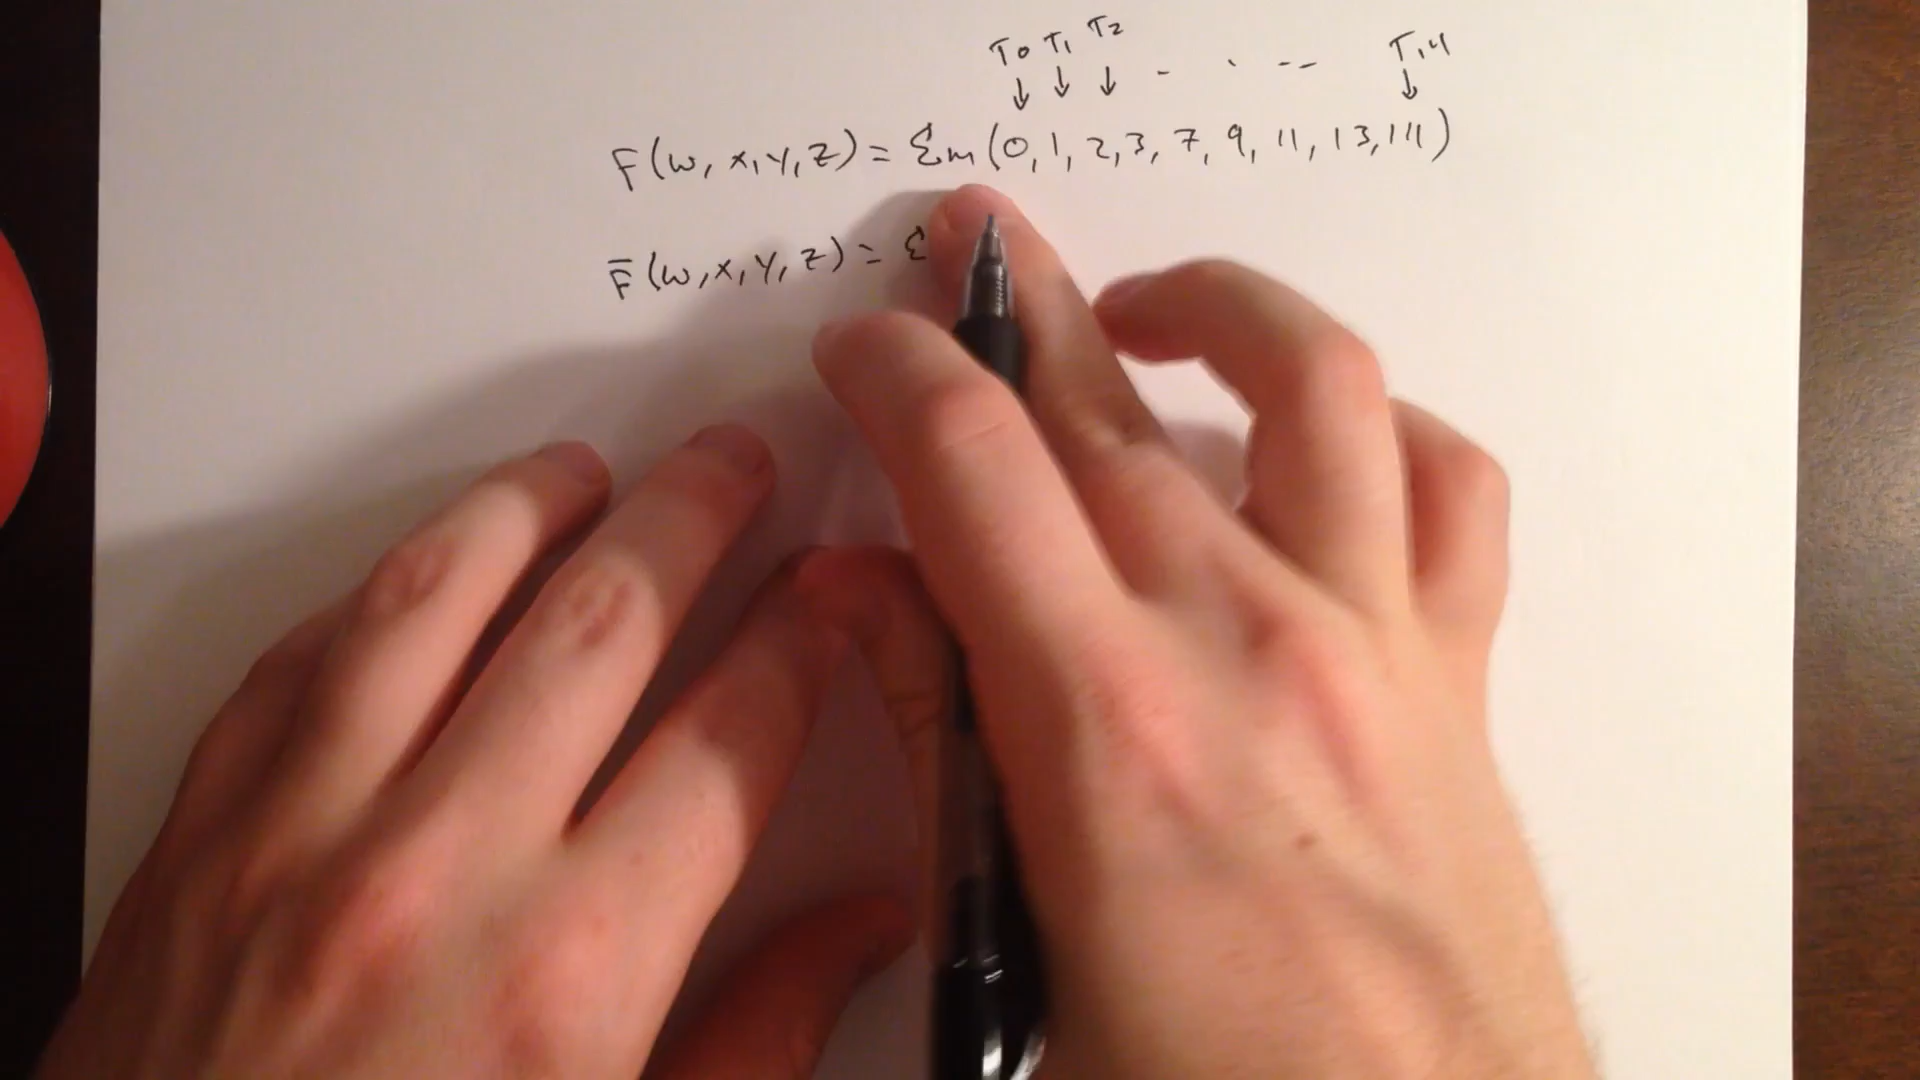 T0 T1 T2 - . -- T14
↓ ↓ ↓ ↓
F(w, x, y, z) = Σm(0, 1, 2, 3, 7, 9, 11, 13, 14)
F̅(w, x, y, z) = Σ